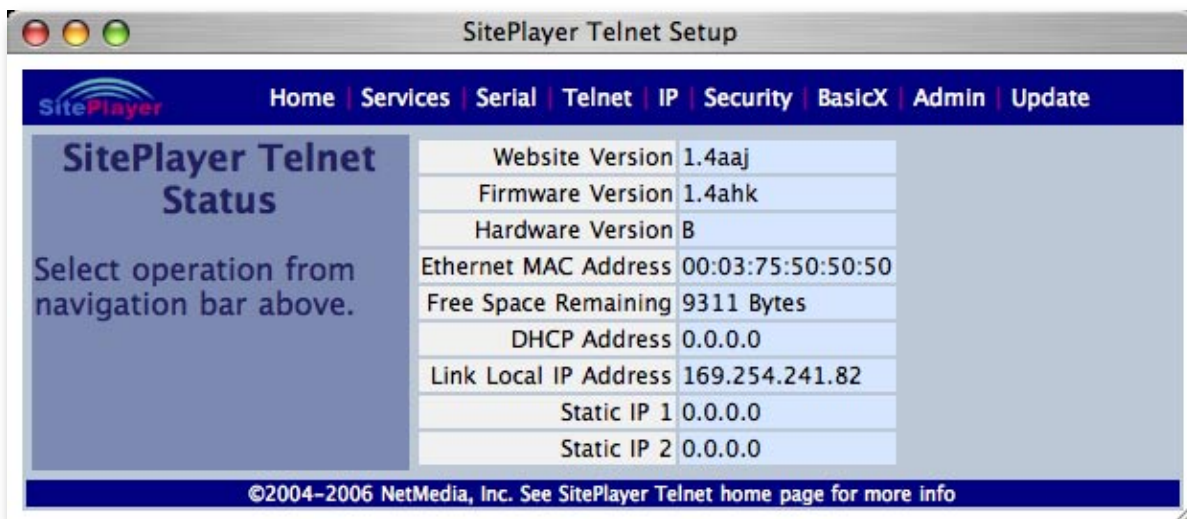 SitePlayer Telnet Setup
SitePlayer
Home | Services | Serial | Telnet | IP | Security | BasicX | Admin | Update
SitePlayer Telnet
Status
Select operation from
navigation bar above.
Website Version 1.4aaj
Firmware Version 1.4ahk
Hardware Version B
Ethernet MAC Address 00:03:75:50:50:50
Free Space Remaining 9311 Bytes
DHCP Address 0.0.0.0
Link Local IP Address 169.254.241.82
Static IP 1 0.0.0.0
Static IP 2 0.0.0.0
©2004-2006 NetMedia, Inc. See SitePlayer Telnet home page for more info